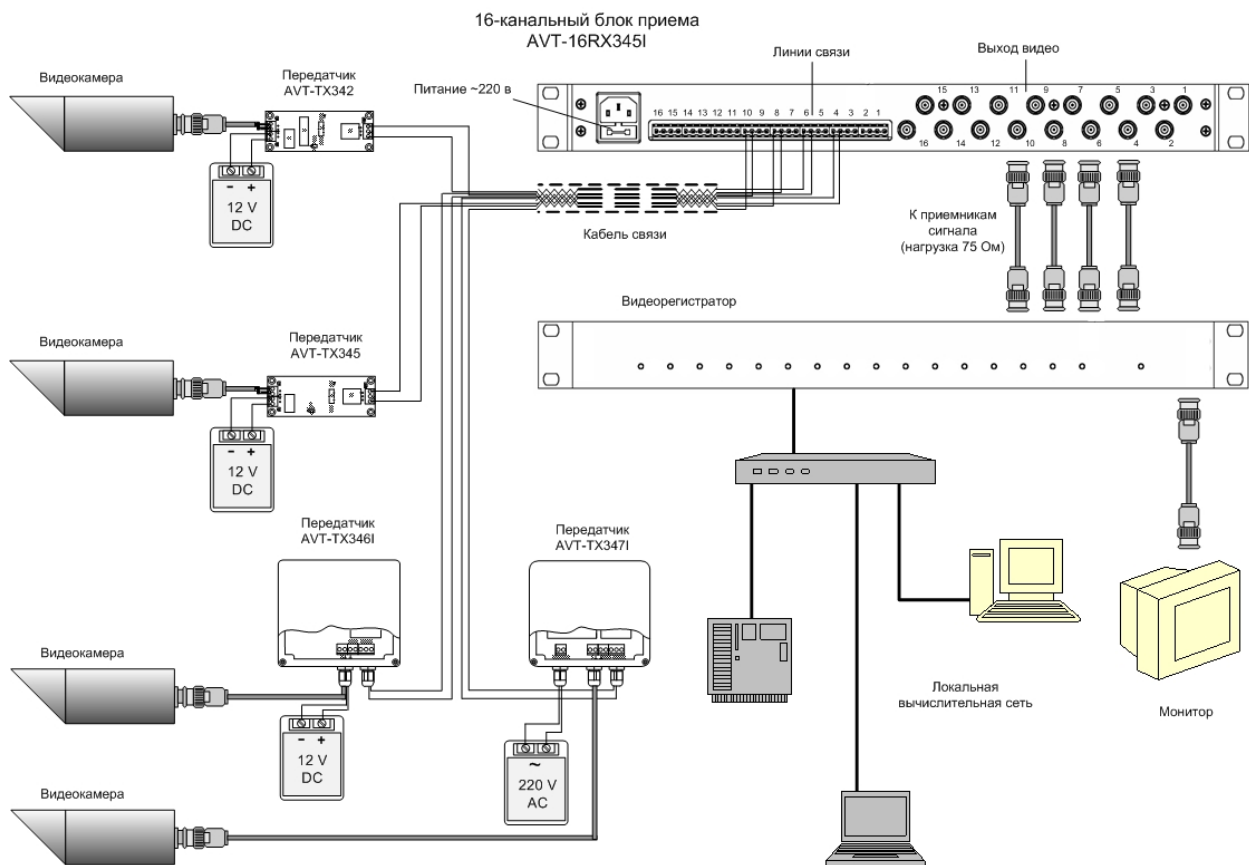 16-канальный блок приема
AVT-16RX345I
Видеокамера
Передатчик
AVT-TX342
Питание ~220 в
Линии связи
Выход видео
16 15 14 13 12 11 10 9 8 7 6 5 4 3 2 1
15 13 11 9 7 5 3 1
16 14 12 10 8 6 4 2
- +
12 V
DC
Кабель связи
К приемникам
сигнала
(нагрузка 75 Ом)
Видеорегистратор
Видеокамера
Передатчик
AVT-TX345
- +
12 V
DC
Передатчик
AVT-TX346I
Передатчик
AVT-TX347I
Видеокамера
- +
12 V
DC
~
220 V
AC
Локальная
вычислительная сеть
Монитор
Видеокамера